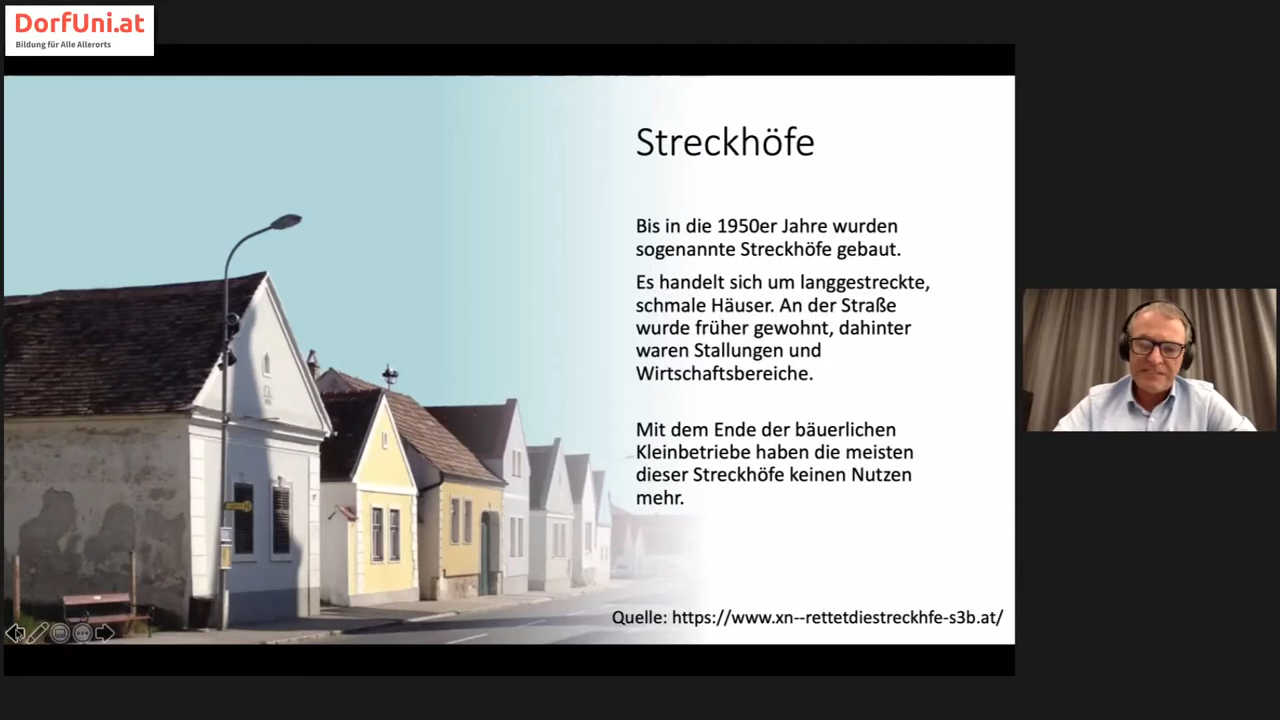 DorfUni.at
Bildung für Alle Allerorts
Streckhöfe
Bis in die 1950er Jahre wurden
sogenannte Streckhöfe gebaut.
Es handelt sich um langgestreckte,
schmale Häuser. An der Straße
wurde früher gewohnt, dahinter
waren Stallungen und
Wirtschaftsbereiche.
Mit dem Ende der bäuerlichen
Kleinbetriebe haben die meisten
dieser Streckhöfe keinen Nutzen
mehr.
Quelle: https://www.xn--rettetdiestreckhfe-s3b.at/